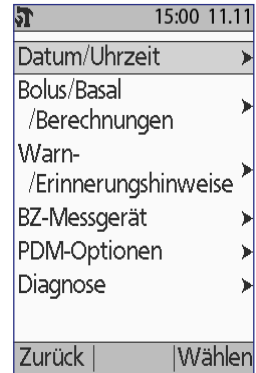 15:00 11.11
Datum/Uhrzeit
Bolus/Basal
/Berechnungen
Warn-
/Erinnerungshinweise
BZ-Messgerät
PDM-Optionen
Diagnose
Zurück | |Wählen